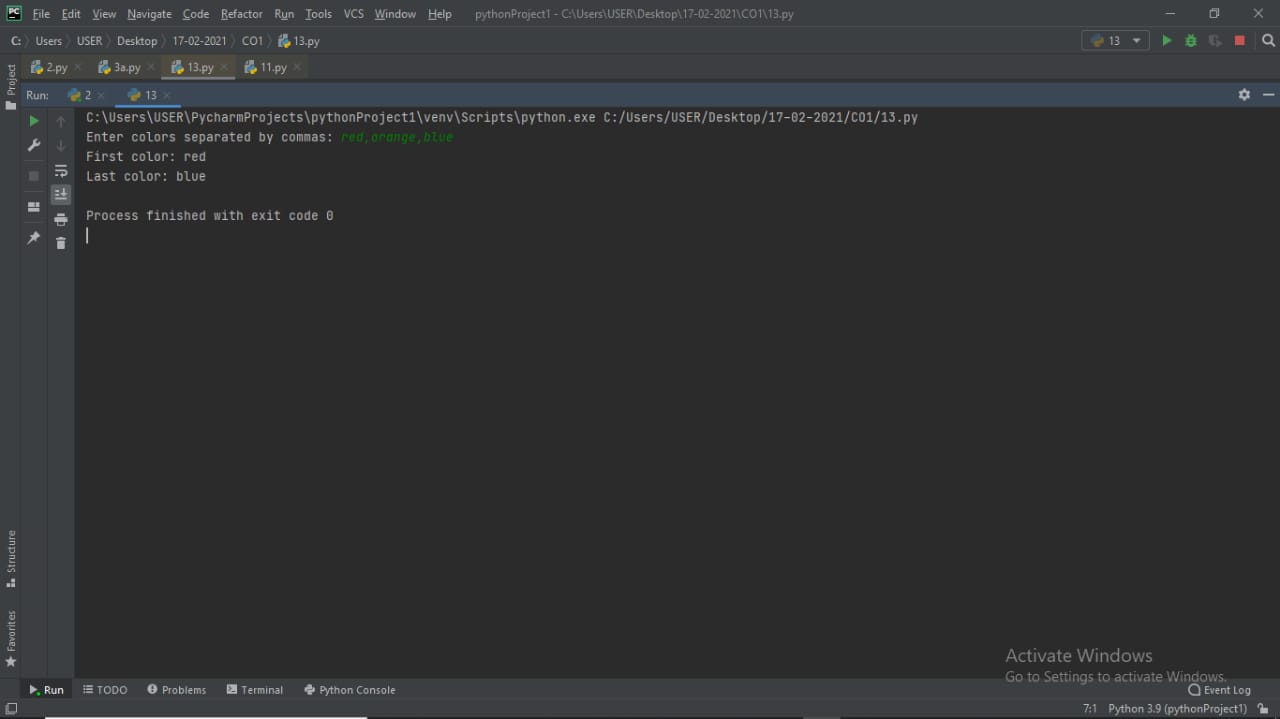 PC File Edit View Navigate Code Refactor Run Tools VCS Window Help pythonProject1 - C:\Users\USER\Desktop\17-02-2021\CO1\13.py
C: Users USER Desktop 17-02-2021 CO1 13.py 13
Project
2.py 3a.py 13.py 11.py
Run: 2 13
C:\Users\USER\PycharmProjects\pythonProject1\venv\Scripts\python.exe C:/Users/USER/Desktop/17-02-2021/CO1/13.py
Enter colors separated by commas: red,orange,blue
First color: red
Last color: blue
Process finished with exit code 0
Structure
Favorites
Activate Windows
Go to Settings to activate Windows.
Run TODO Problems Terminal Python Console Event Log
7:1 Python 3.9 (pythonProject1)